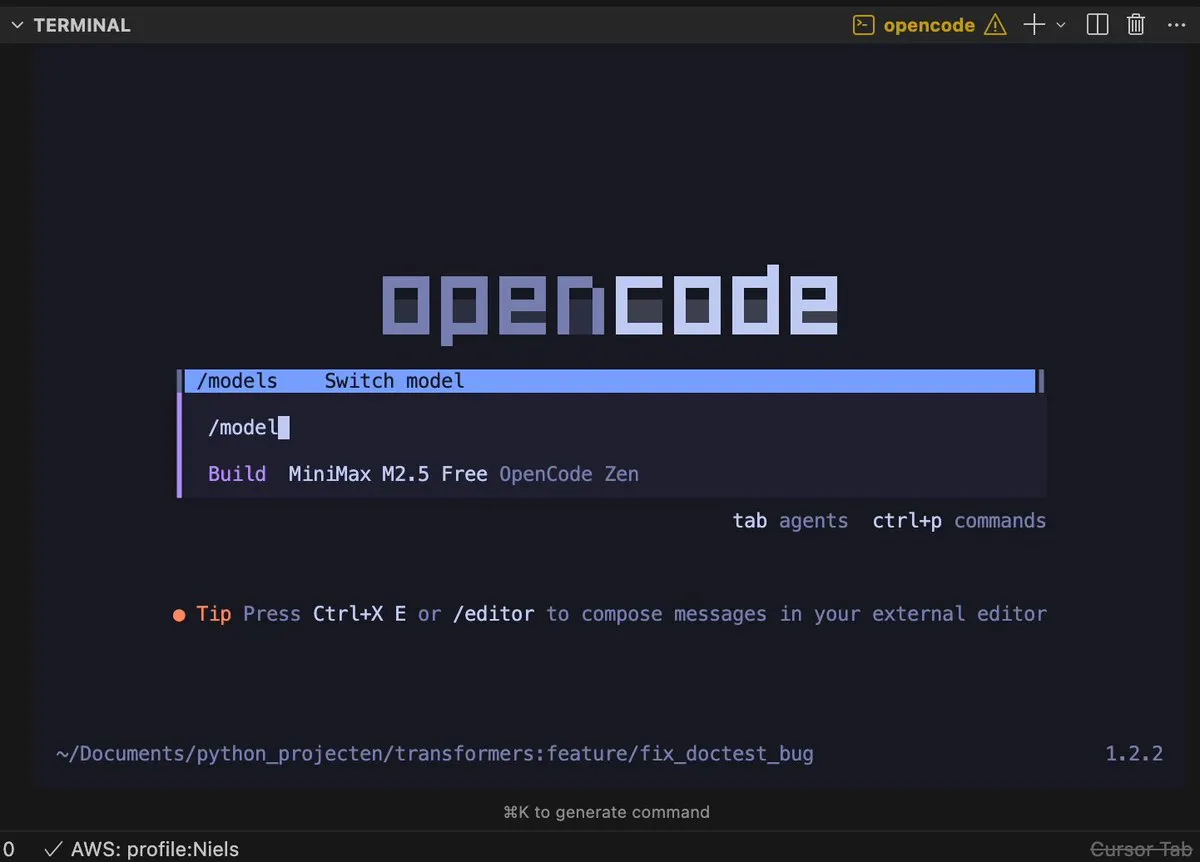 TERMINAL opencode
opencode
/models Switch model
/model
Build MiniMax M2.5 Free OpenCode Zen
tab agents ctrl+p commands
● Tip Press Ctrl+X E or /editor to compose messages in your external editor
~/Documents/python_projecten/transformers:feature/fix_doctest_bug 1.2.2
⌘K to generate command
0 ✓ AWS: profile:Niels Cursor Tab